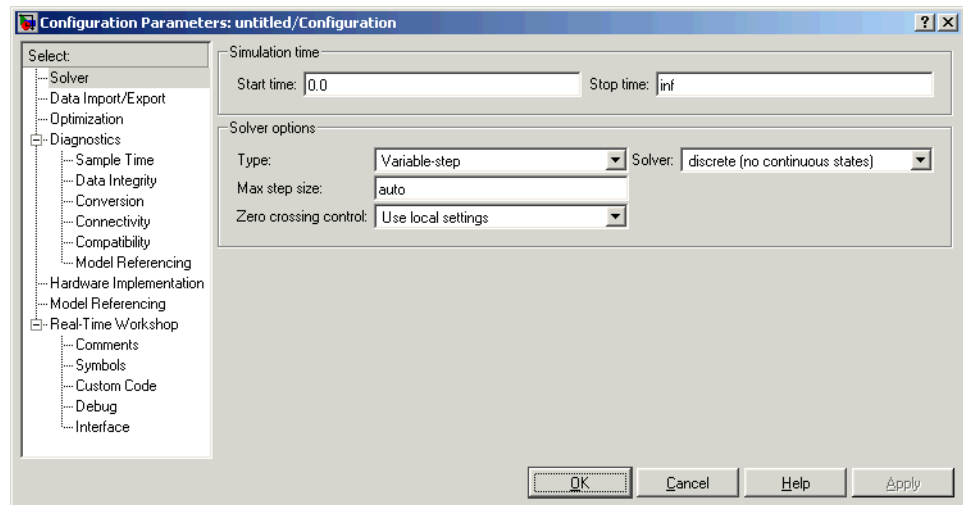 Configuration Parameters: untitled/Configuration
Select:
Solver
Data Import/Export
Optimization
Diagnostics
Sample Time
Data Integrity
Conversion
Connectivity
Compatibility
Model Referencing
Hardware Implementation
Model Referencing
Real-Time Workshop
Comments
Symbols
Custom Code
Debug
Interface
Simulation time
Start time: 0.0 Stop time: inf
Solver options
Type: Variable-step Solver: discrete (no continuous states)
Max step size: auto
Zero crossing control: Use local settings
OK Cancel Help Apply